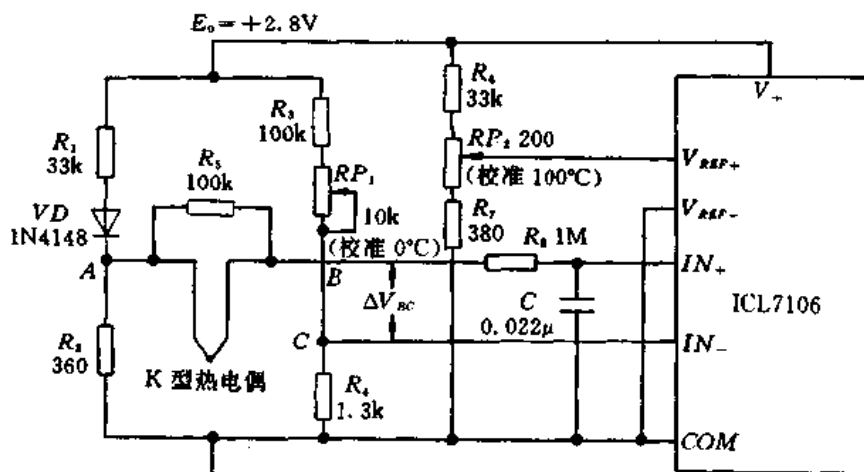 E₀=+2.8V
R₁
33k
VD
1N4148
A
R₂
360
R₅
100k
K 型热电偶
R₃
100k
RP₁
10k
(校准 0℃)
B
ΔV_BC
C
R₄
1.3k
R₆
33k
RP₂ 200
(校准 100℃)
R₇
380
R₈ 1M
C
0.022μ
V₊
V_REF+
V_REF-
IN₊
IN₋
COM
ICL7106